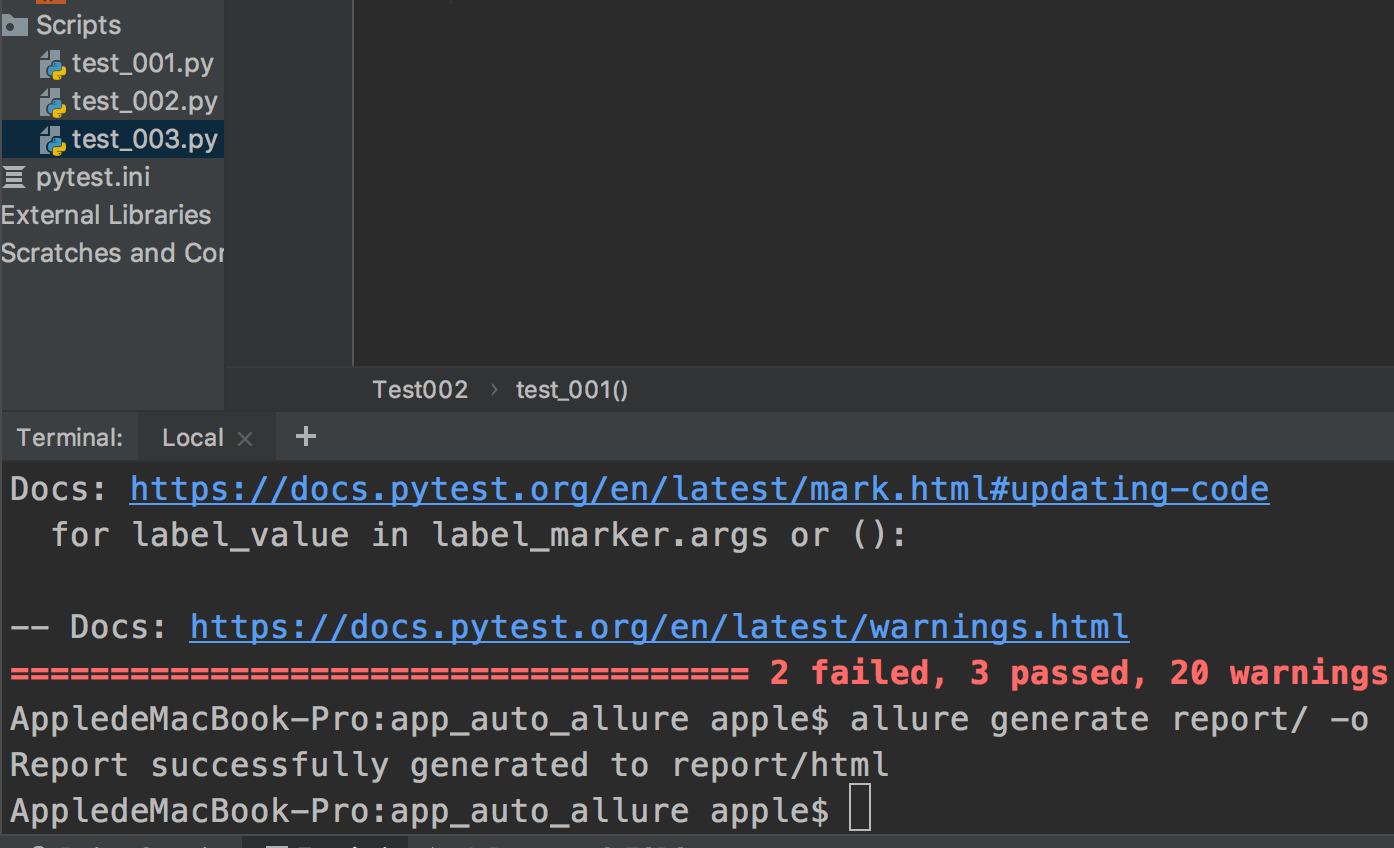 Scripts
test_001.py
test_002.py
test_003.py
pytest.ini
External Libraries
Scratches and Con
Test002 › test_001()
Terminal: Local × +
Docs: https://docs.pytest.org/en/latest/mark.html#updating-code
for label_value in label_marker.args or ():
-- Docs: https://docs.pytest.org/en/latest/warnings.html
===================================== 2 failed, 3 passed, 20 warnings
AppledeMacBook-Pro:app_auto_allure apple$ allure generate report/ -o
Report successfully generated to report/html
AppledeMacBook-Pro:app_auto_allure apple$